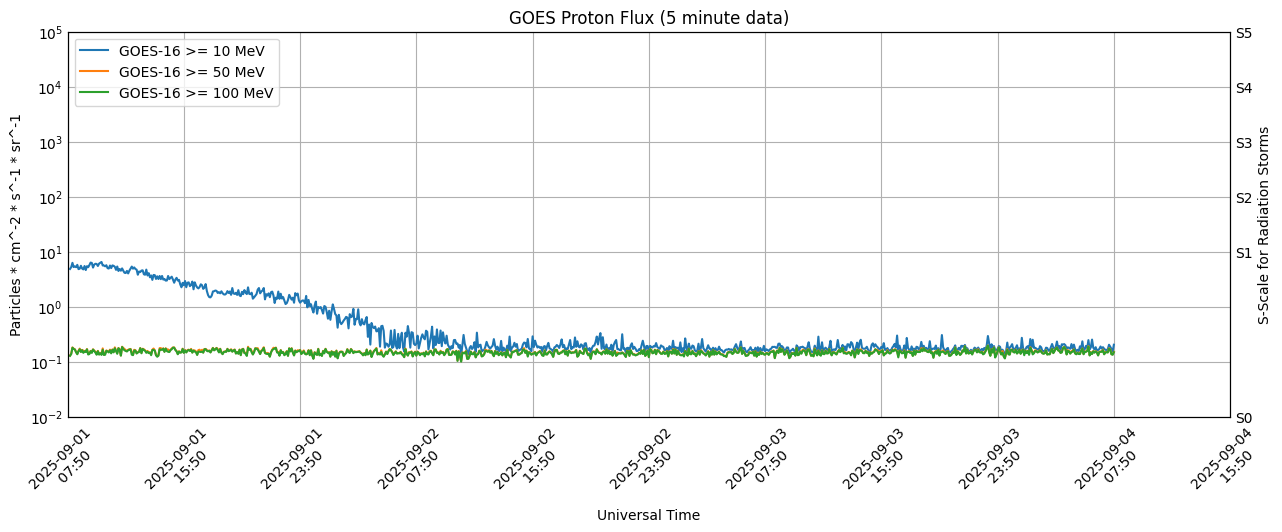 GOES Proton Flux (5 minute data)
GOES-16 >= 10 MeV
GOES-16 >= 50 MeV
GOES-16 >= 100 MeV
Particles * cm^-2 * s^-1 * sr^-1
10^5
10^4
10^3
10^2
10^1
10^0
10^-1
10^-2
S5
S4
S3
S2
S1
S0
S-Scale for Radiation Storms
2025-09-01
07:50
2025-09-01
15:50
2025-09-01
23:50
2025-09-02
07:50
2025-09-02
15:50
2025-09-02
23:50
2025-09-03
07:50
2025-09-03
15:50
2025-09-03
23:50
2025-09-04
07:50
2025-09-04
15:50
Universal Time